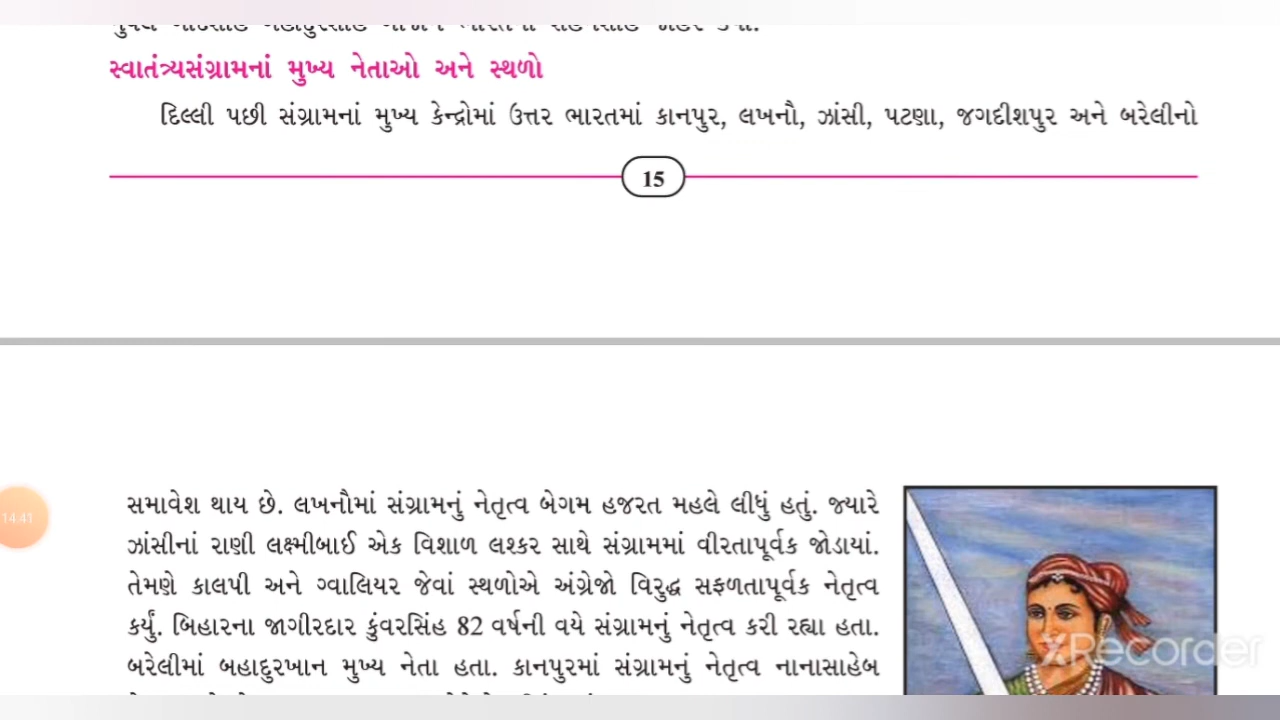 સ્વાતંત્ર્યસંગ્રામનાં મુખ્ય નેતાઓ અને સ્થળો
દિલ્લી પછી સંગ્રામનાં મુખ્ય કેન્દ્રોમાં ઉત્તર ભારતમાં કાનપુર, લખનૌ, ઝાંસી, પટણા, જગદીશપુર અને બરેલીનો
15
સમાવેશ થાય છે. લખનૌમાં સંગ્રામનું નેતૃત્વ બેગમ હજરત મહલે લીધું હતું. જ્યારે
14:41
ઝાંસીનાં રાણી લક્ષ્મીબાઈ એક વિશાળ લશ્કર સાથે સંગ્રામમાં વીરતાપૂર્વક જોડાયાં.
તેમણે કાલપી અને ગ્વાલિયર જેવાં સ્થળોએ અંગ્રેજો વિરુદ્ધ સફળતાપૂર્વક નેતૃત્વ
કર્યું. બિહારના જાગીરદાર કુંવરસિંહ 82 વર્ષની વયે સંગ્રામનું નેતૃત્વ કરી રહ્યા હતા.
બરેલીમાં બહાદુરખાન મુખ્ય નેતા હતા. કાનપુરમાં સંગ્રામનું નેતૃત્વ નાનાસાહેબ
XRecorder